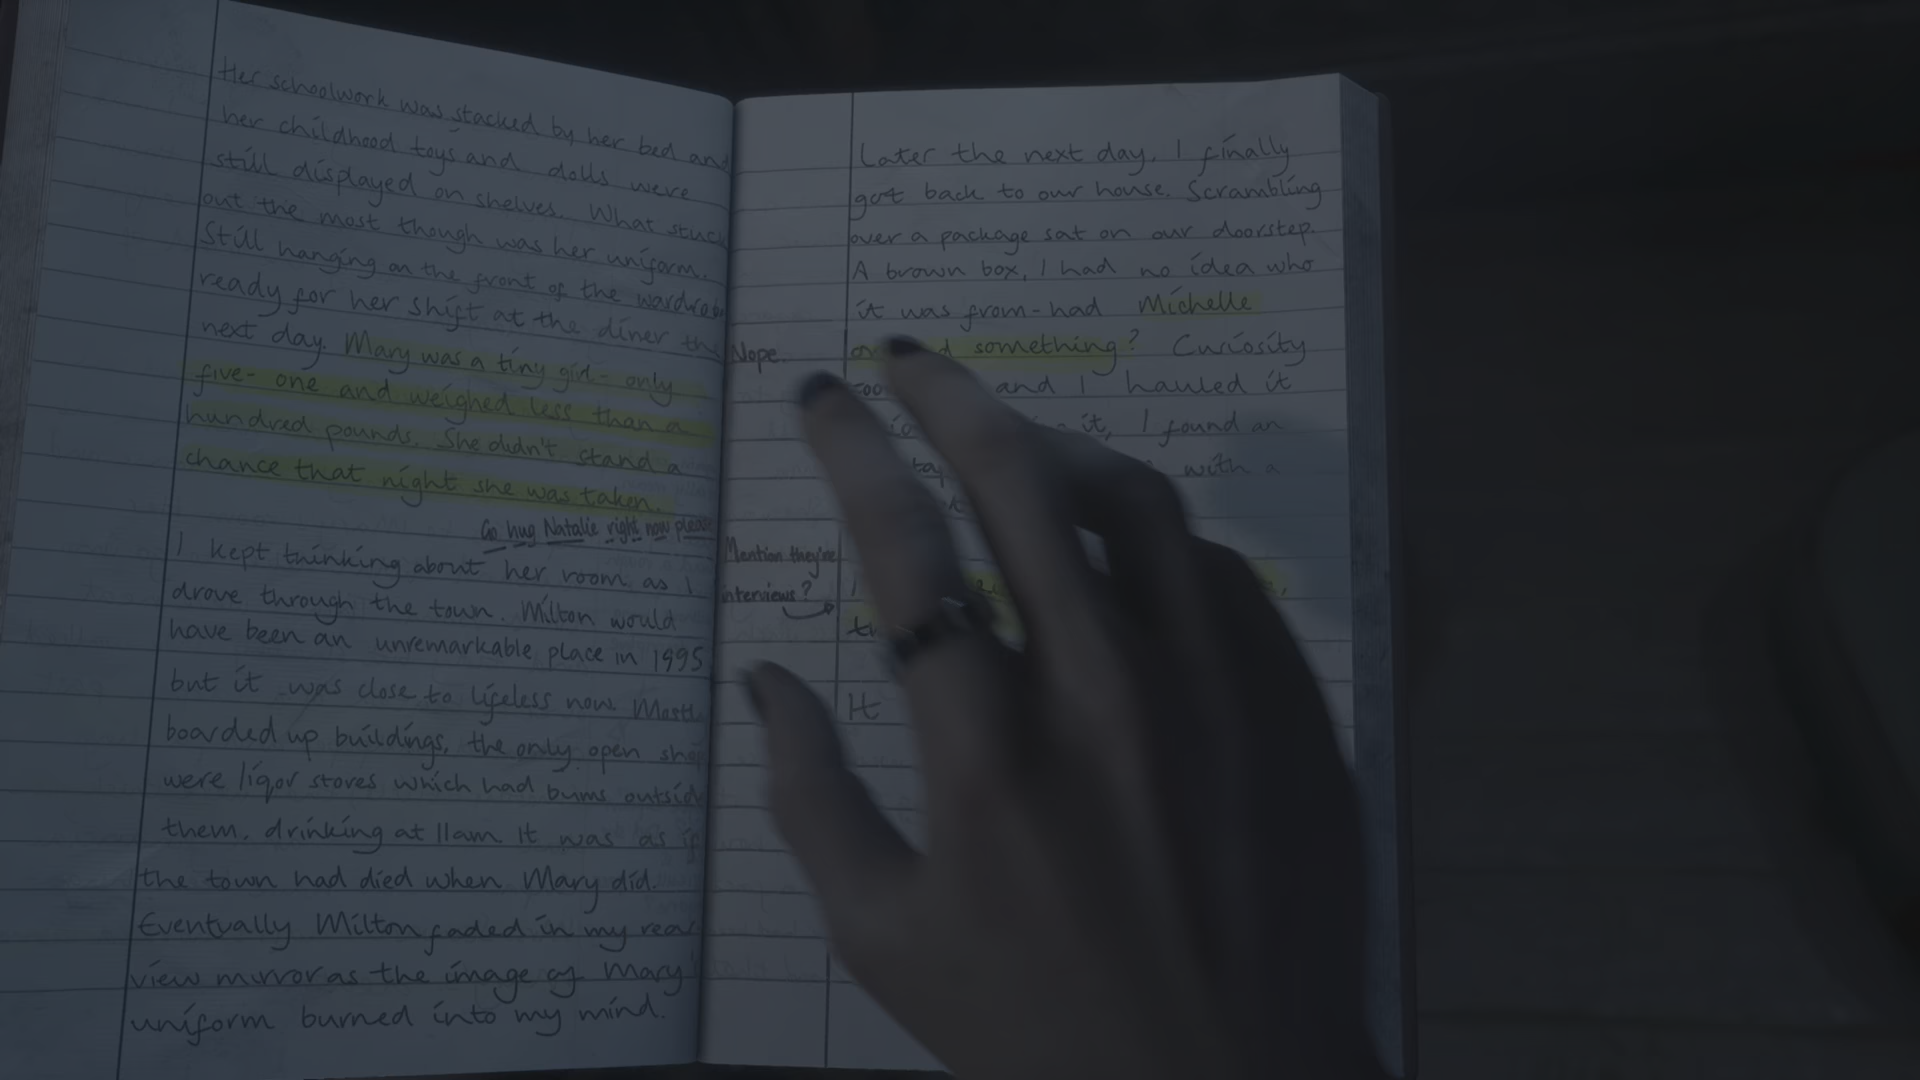 Her schoolwork was stacked by her bed and
her childhood toys and dolls were
still displayed on shelves. What stuck
out the most though was her uniform.
Still hanging on the front of the wardrobe
ready for her shift at the diner the
next day. Mary was a tiny girl - only
five-one and weighed less than a
hundred pounds. She didn't stand a
chance that night she was taken.
Go hug Natalie right now please
I kept thinking about her room as I
drove through the town. Milton would
have been an unremarkable place in 1995
but it was close to lifeless now.
boarded up buildings, the only open
were liqor stores which had bums
them, drinking at 11am It was as if
the town had died when Mary did.
Eventually Milton faded in my rear
view mirror as the image of Mary
uniform burned into my mind.
Later the next day, I finally
got back to our house. Scrambling
over a package sat on our doorstep.
A brown box, I had no idea who
it was from - had Michelle
Nope.
something? Curiosity
and I hauled it
it, I found an
with a
Mention they're
interviews?
I
It